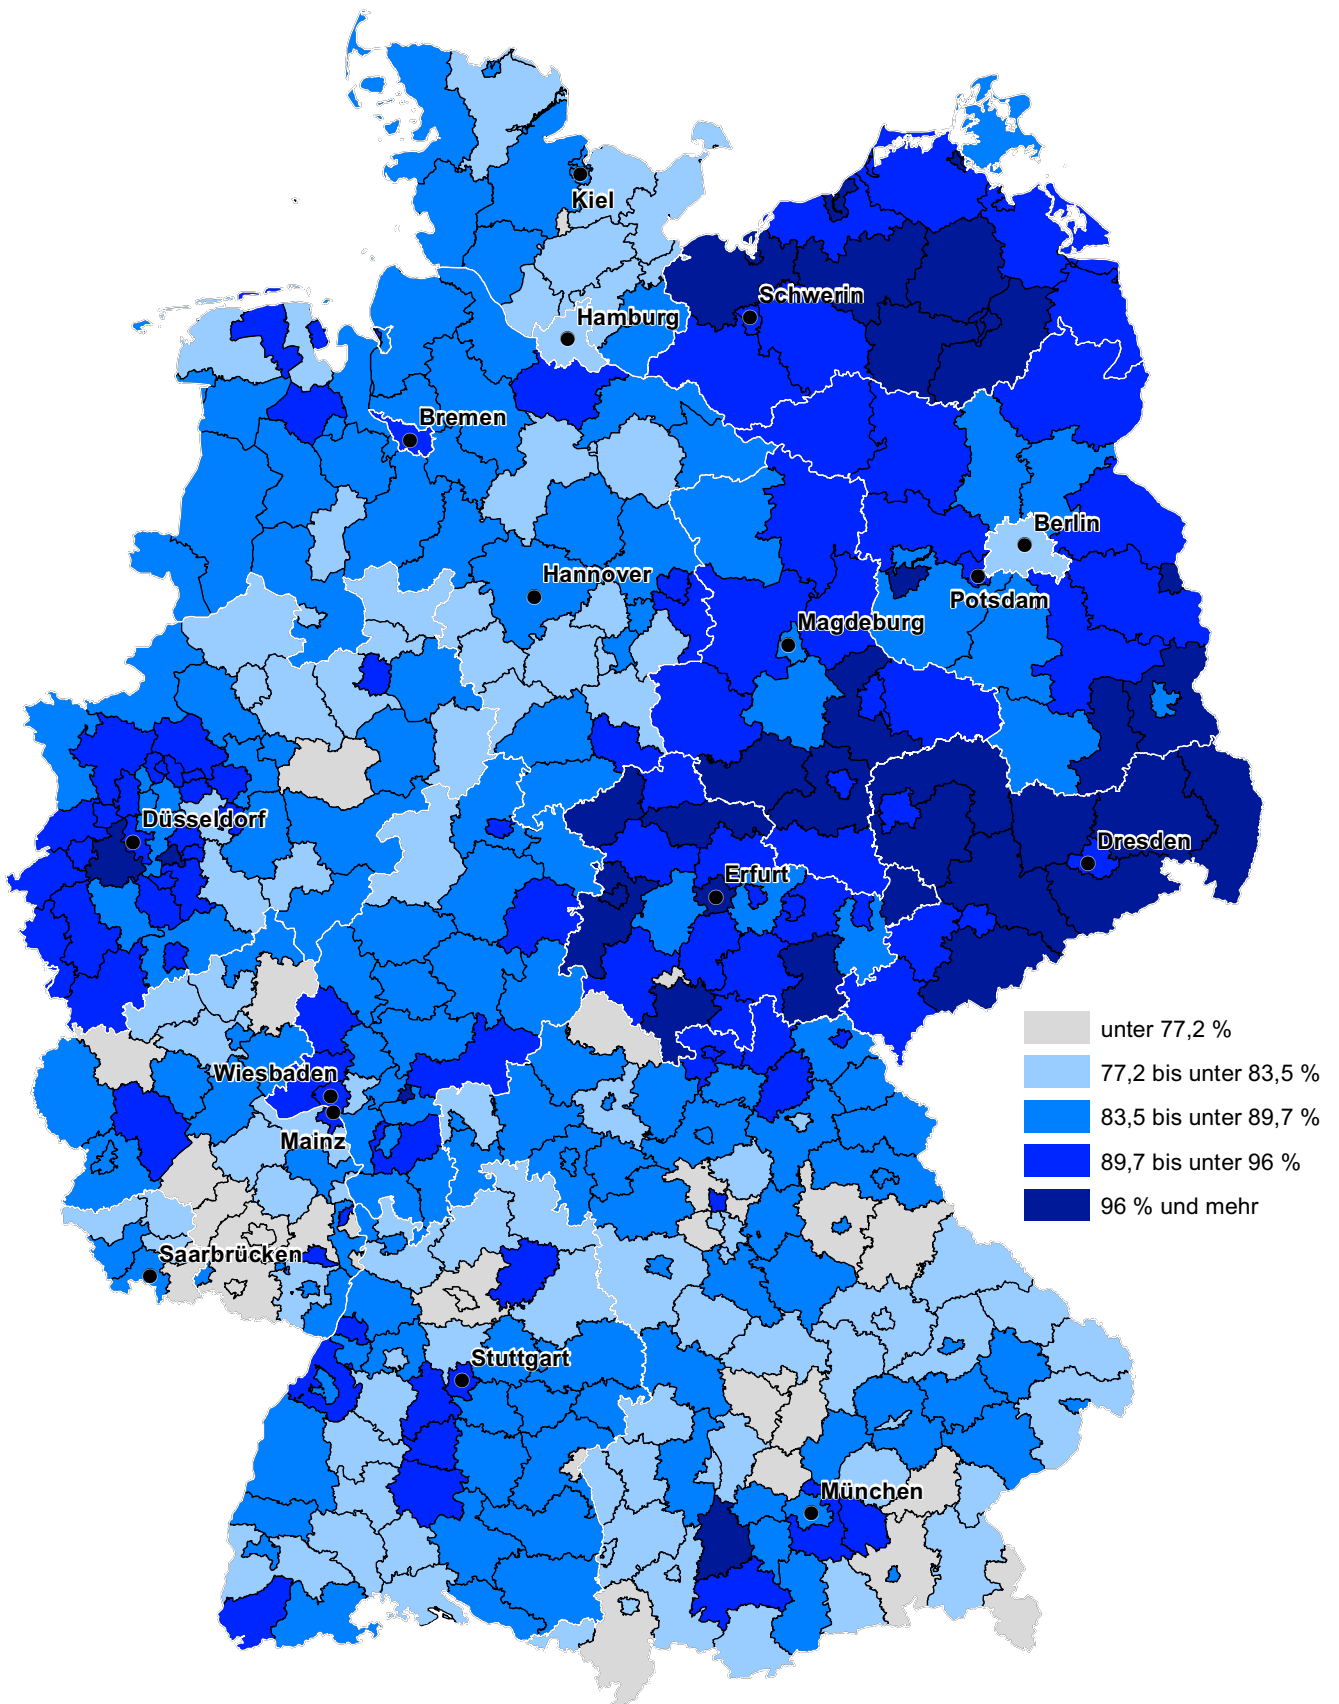 Kiel
Schwerin
Hamburg
Bremen
Berlin
Hannover
Potsdam
Magdeburg
Düsseldorf
Dresden
Erfurt
unter 77,2 %
77,2 bis unter 83,5 %
83,5 bis unter 89,7 %
89,7 bis unter 96 %
96 % und mehr
Wiesbaden
Mainz
Saarbrücken
Stuttgart
München